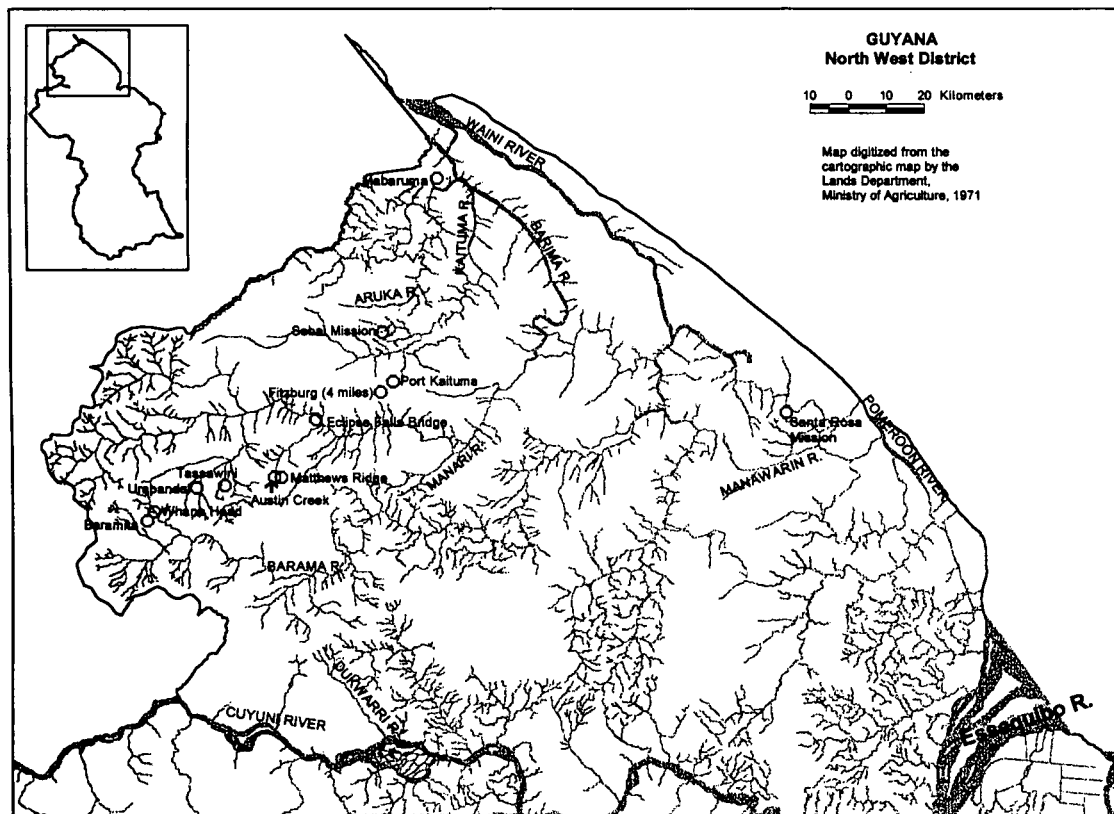 GUYANA
North West District
10 0 10 20 Kilometers
Map digitized from the
cartographic map by the
Lands Department,
Ministry of Agriculture, 1971
WAINI RIVER
Mabaruma
KAITUMA R.
BARIMA R.
ARUKA R.
Sebai Mission
Port Kaituma
Fitzburg (4 miles)
Eclipse Falls Bridge
Santa Rosa
Mission
POMEROON RIVER
MANAWARIN R.
MANARI R.
Tassawini
Matthews Ridge
Austin Creek
Whana Head
Baramita
BARAMA R.
CUYUNI RIVER
Essequibo R.